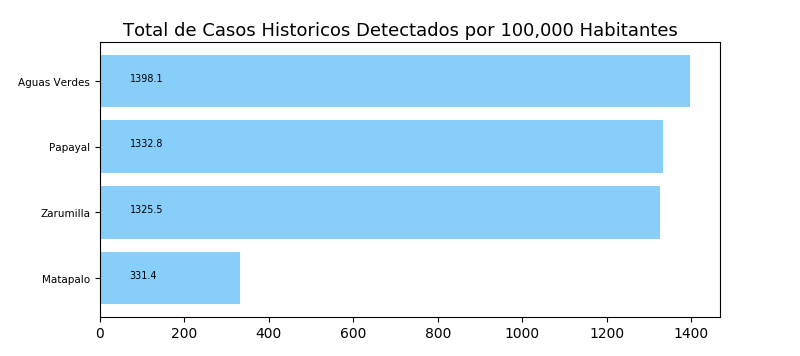 Total de Casos Historicos Detectados por 100,000 Habitantes
Aguas Verdes
1398.1
Papayal
1332.8
Zarumilla
1325.5
Matapalo
331.4
0 200 400 600 800 1000 1200 1400